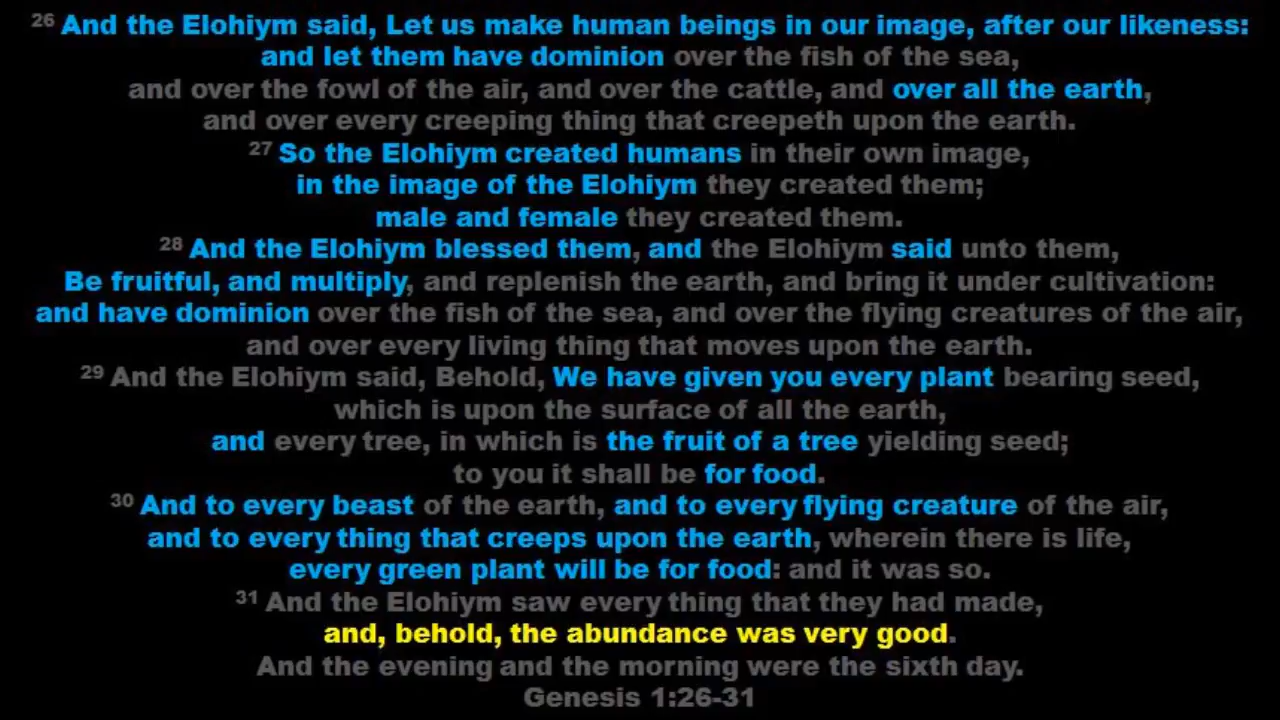 26 And the Elohiym said, Let us make human beings in our image, after our likeness:
and let them have dominion over the fish of the sea,
and over the fowl of the air, and over the cattle, and over all the earth,
and over every creeping thing that creepeth upon the earth.
27 So the Elohiym created humans in their own image,
in the image of the Elohiym they created them;
male and female they created them.
28 And the Elohiym blessed them, and the Elohiym said unto them,
Be fruitful, and multiply, and replenish the earth, and bring it under cultivation:
and have dominion over the fish of the sea, and over the flying creatures of the air,
and over every living thing that moves upon the earth.
29 And the Elohiym said, Behold, We have given you every plant bearing seed,
which is upon the surface of all the earth,
and every tree, in which is the fruit of a tree yielding seed;
to you it shall be for food.
30 And to every beast of the earth, and to every flying creature of the air,
and to every thing that creeps upon the earth, wherein there is life,
every green plant will be for food: and it was so.
31 And the Elohiym saw every thing that they had made,
and, behold, the abundance was very good.
And the evening and the morning were the sixth day.
Genesis 1:26-31